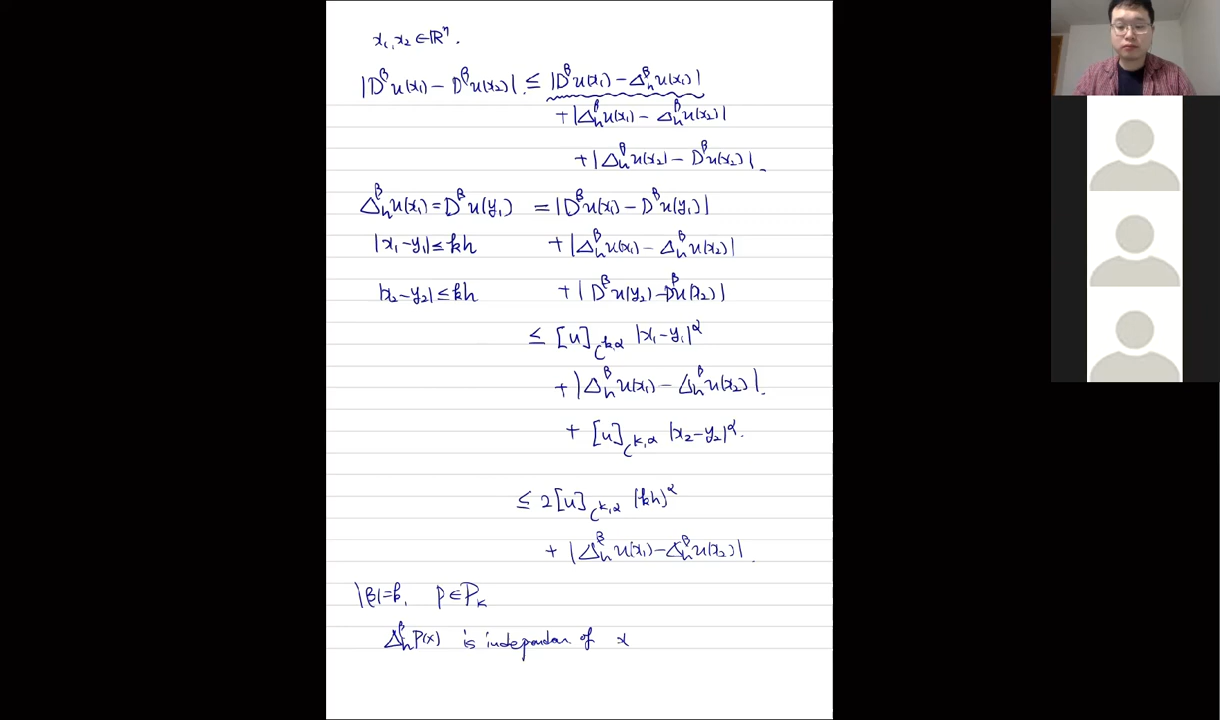 x₁, x₂ ∈ ℝⁿ.
|D^β u(x₁) − D^β u(x₂)| ≤ |D^β u(x₁) − Δ_h^β u(x₁)|
+ |Δ_h^β u(x₁) − Δ_h^β u(x₂)|
+ |Δ_h^β u(x₂) − D^β u(x₂)|.
Δ_h^β u(x₁) = D^β u(y₁) = |D^β u(x₁) − D^β u(y₁)|
|x₁−y₁| ≤ kh + |Δ_h^β u(x₁) − Δ_h^β u(x₂)|
|x₂−y₂| ≤ kh + |D^β u(y₂) − D^β u(x₂)|
≤ [u]_{C^{k,α}} |x₁−y₁|^α
+ |Δ_h^β u(x₁) − Δ_h^β u(x₂)|.
+ [u]_{C^{k,α}} |x₂−y₂|^α.
≤ 2[u]_{C^{k,α}} (kh)^α
+ |Δ_h^β u(x₁) − Δ_h^β u(x₂)|.
|β|=k, p ∈ P_k
Δ_h^β p(x) is independen of x